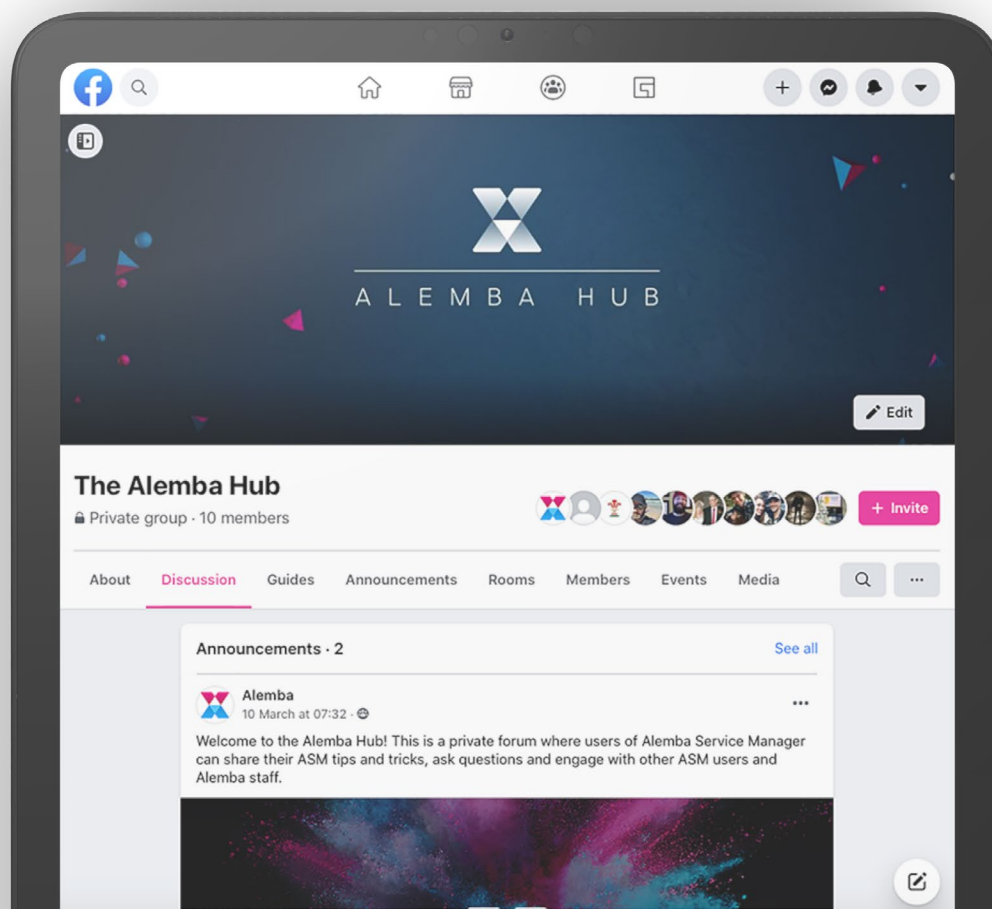 ALEMBA HUB
Edit
The Alemba Hub
Private group · 10 members
+ Invite
About Discussion Guides Announcements Rooms Members Events Media
Announcements · 2 See all
Alemba
10 March at 07:32 ·
Welcome to the Alemba Hub! This is a private forum where users of Alemba Service Manager
can share their ASM tips and tricks, ask questions and engage with other ASM users and
Alemba staff.